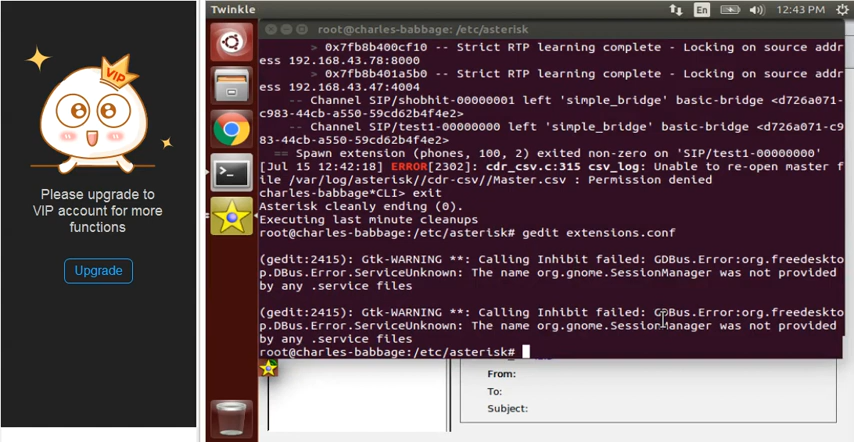 VIP
Please upgrade to
VIP account for more
functions
Upgrade
Twinkle
En
12:43 PM
root@charles-babbage: /etc/asterisk
> 0x7fb8b400cf10 -- Strict RTP learning complete - Locking on source addr
ess 192.168.43.78:8000
> 0x7fb8b401a5b0 -- Strict RTP learning complete - Locking on source addr
ess 192.168.43.47:4004
-- Channel SIP/shobhit-00000001 left 'simple_bridge' basic-bridge <d726a071-
c983-44cb-a550-59cd62b4f4e2>
-- Channel SIP/test1-00000000 left 'simple_bridge' basic-bridge <d726a071-c9
83-44cb-a550-59cd62b4f4e2>
== Spawn extension (phones, 100, 2) exited non-zero on 'SIP/test1-00000000'
[Jul 15 12:42:18] ERROR[2302]: cdr_csv.c:315 csv_log: Unable to re-open master f
ile /var/log/asterisk//cdr-csv//Master.csv : Permission denied
charles-babbage*CLI> exit
Asterisk cleanly ending (0).
Executing last minute cleanups
root@charles-babbage:/etc/asterisk# gedit extensions.conf
(gedit:2415): Gtk-WARNING **: Calling Inhibit failed: GDBus.Error:org.freedeskto
p.DBus.Error.ServiceUnknown: The name org.gnome.SessionManager was not provided
by any .service files
(gedit:2415): Gtk-WARNING **: Calling Inhibit failed: GDBus.Error:org.freedeskto
p.DBus.Error.ServiceUnknown: The name org.gnome.SessionManager was not provided
by any .service files
root@charles-babbage:/etc/asterisk#
From:
To:
Subject: